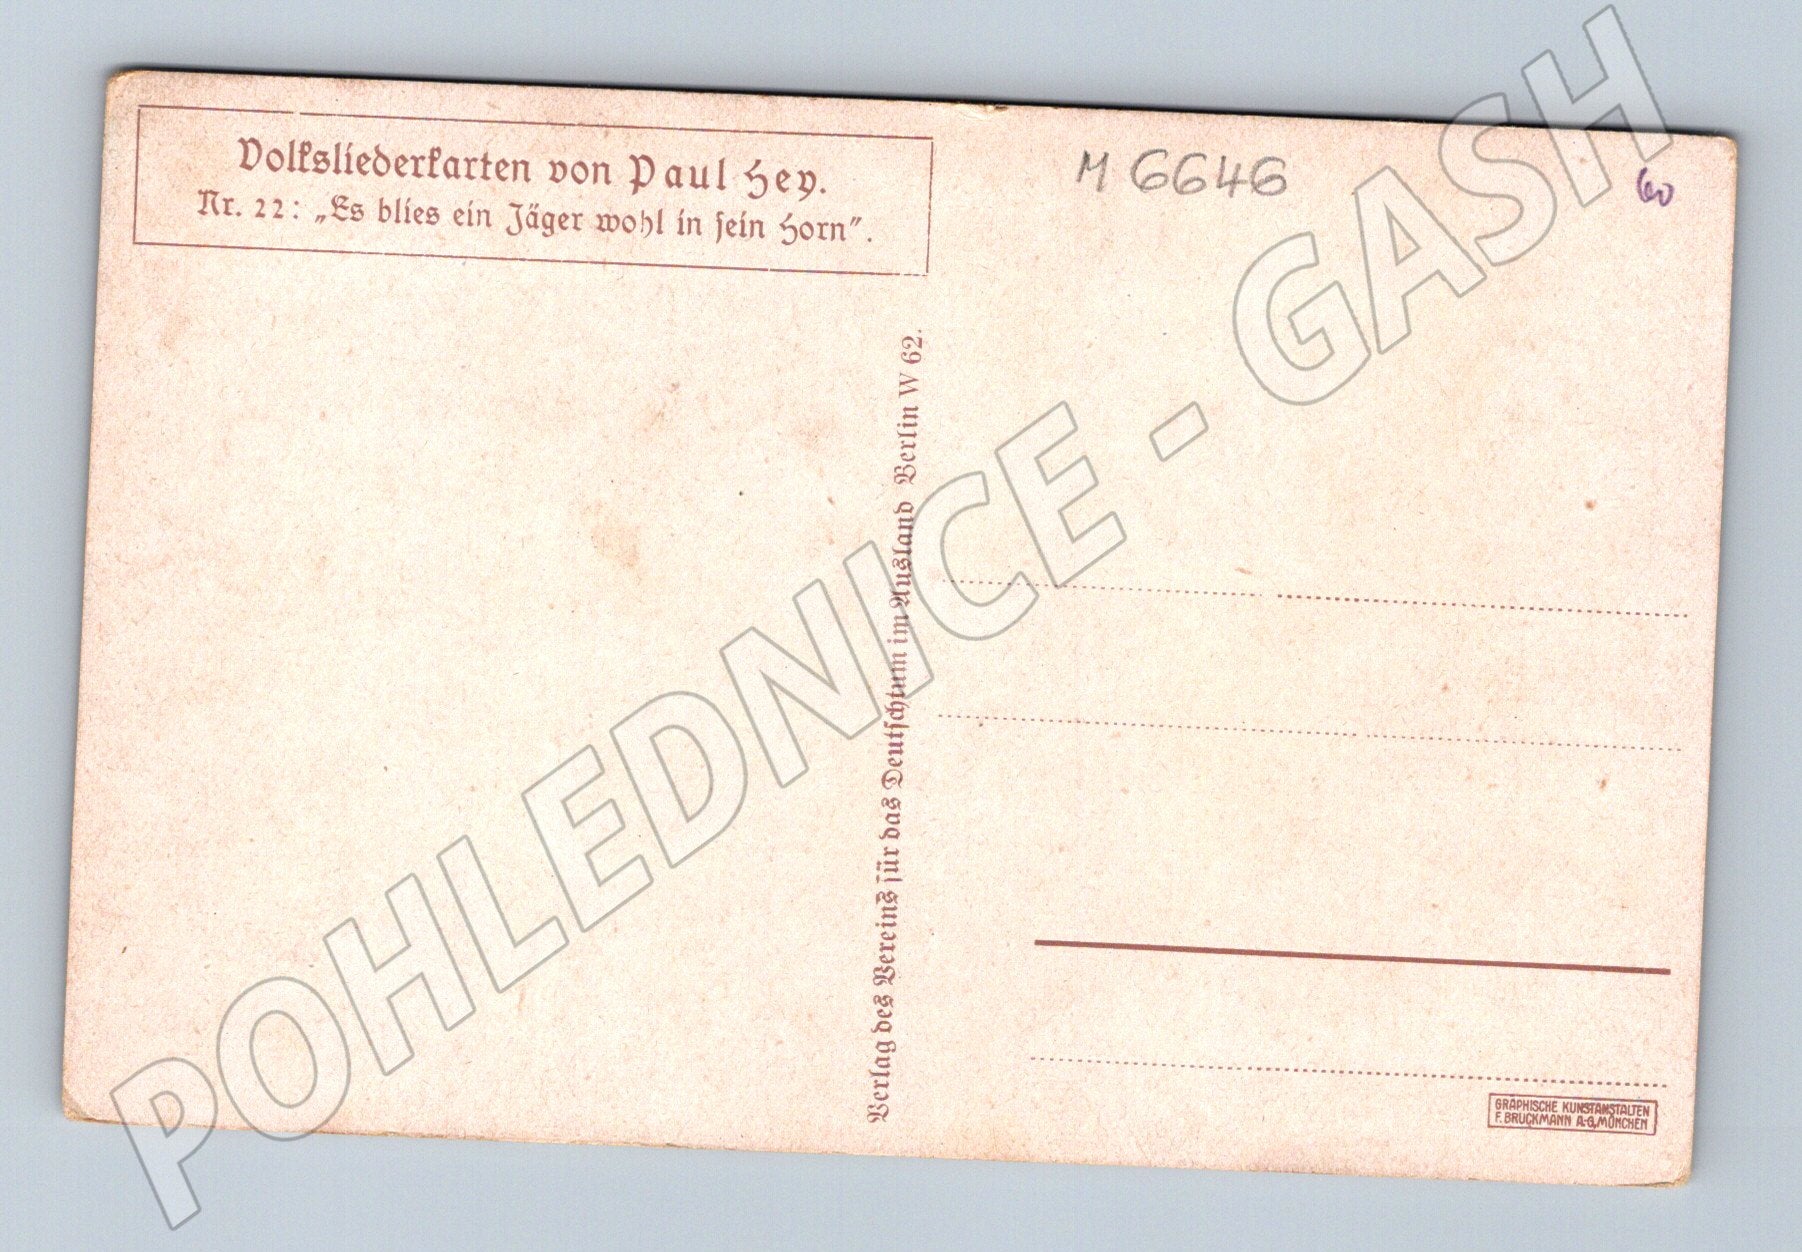 Volksliederkarten von Paul Hey.
Nr. 22: „Es blies ein Jäger wohl in sein Horn".
M 6646
60
Verlag des Vereins für das Deutschtum im Ausland Berlin W 62.
GRAPHISCHE KUNSTANSTALTEN
F. BRUCKMANN A-G, MÜNCHEN
POHLEDNICE - GASH